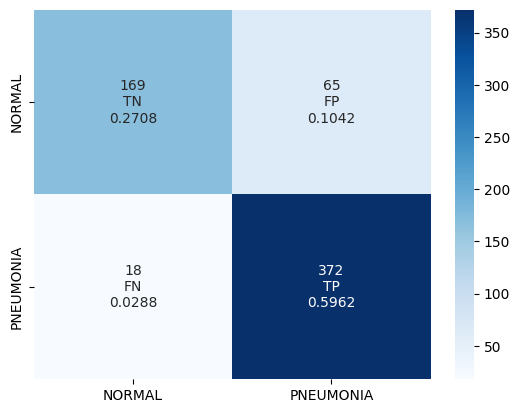 NORMAL
169
TN
0.2708
65
FP
0.1042
PNEUMONIA
18
FN
0.0288
372
TP
0.5962
NORMAL
PNEUMONIA
350
300
250
200
150
100
50